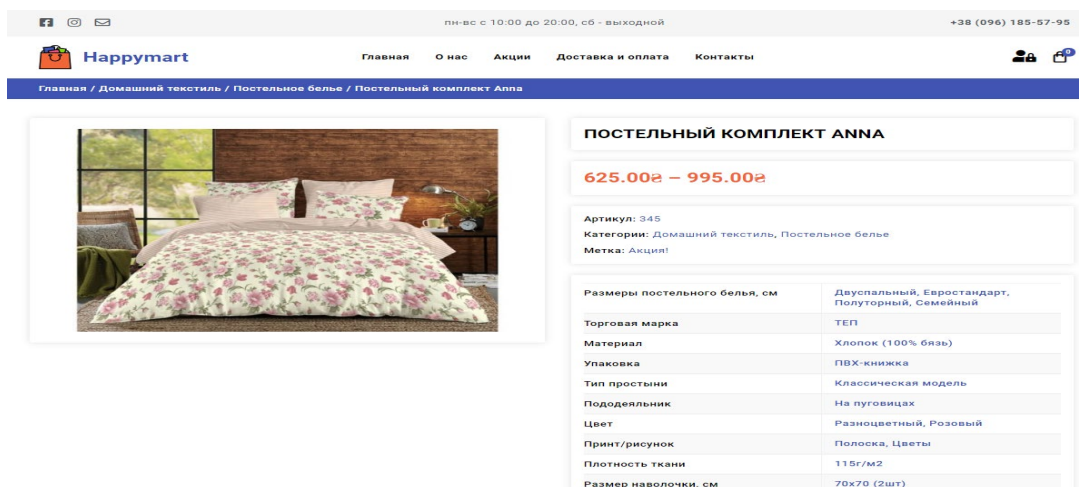 пн-вс с 10:00 до 20:00, сб - выходной
+38 (096) 185-57-95
Happymart
Главная О нас Акции Доставка и оплата Контакты
0
Главная / Домашний текстиль / Постельное белье / Постельный комплект Anna
ПОСТЕЛЬНЫЙ КОМПЛЕКТ ANNA
625.00₴ – 995.00₴
Артикул: 345
Категории: Домашний текстиль, Постельное белье
Метка: Акция!
Размеры постельного белья, см Двуспальный, Евростандарт,
Полуторный, Семейный
Торговая марка ТЕП
Материал Хлопок (100% бязь)
Упаковка ПВХ-книжка
Тип простыни Классическая модель
Пододеяльник На пуговицах
Цвет Разноцветный, Розовый
Принт/рисунок Полоска, Цветы
Плотность ткани 115г/м2
Размер наволочки, см 70х70 (2шт)